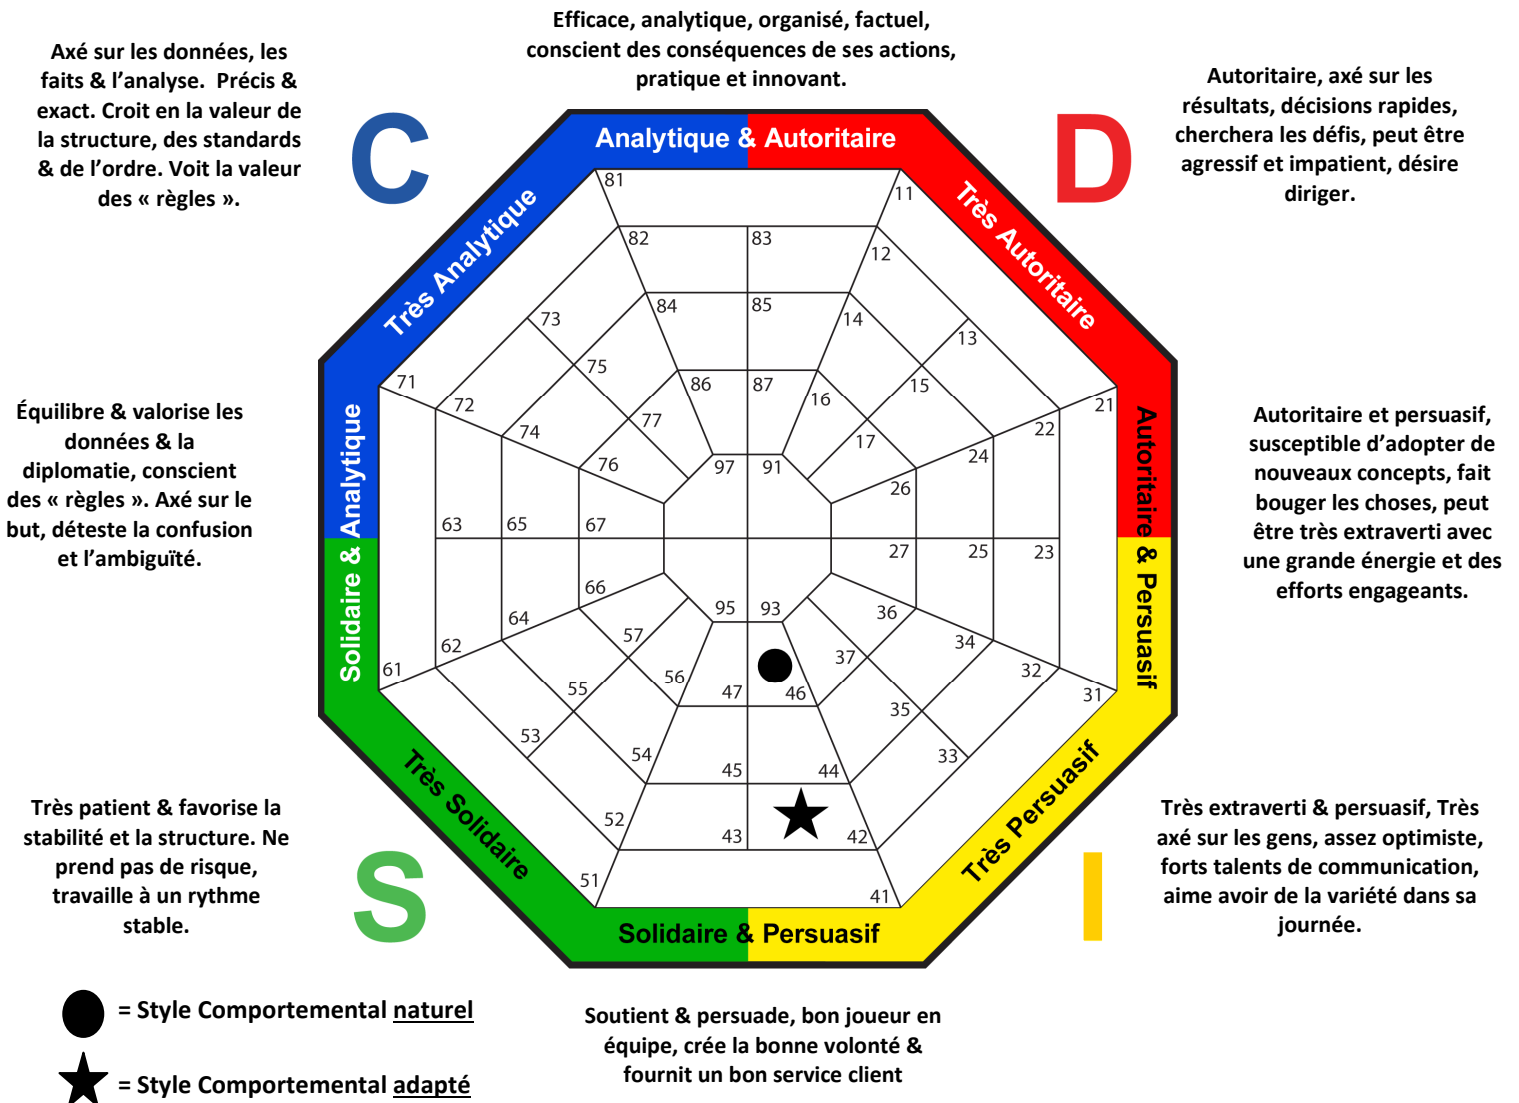 Efficace, analytique, organisé, factuel,
conscient des conséquences de ses actions,
pratique et innovant.
Axé sur les données, les
faits & l’analyse. Précis &
exact. Croit en la valeur de
la structure, des standards
& de l’ordre. Voit la valeur
des « règles ».
C
D
Autoritaire, axé sur les
résultats, décisions rapides,
cherchera les défis, peut être
agressif et impatient, désire
diriger.
Analytique & Autoritaire
Très Analytique
Très Autoritaire
81
11
82
83
12
84
85
14
73
13
75
15
71
86
87
16
21
72
77
17
22
74
24
76
97
91
26
Équilibre & valorise les
données & la
diplomatie, conscient
des « règles ». Axé sur le
but, déteste la confusion
et l’ambiguïté.
Solidaire & Analytique
Autoritaire & Persuasif
Autoritaire et persuasif,
susceptible d’adopter de
nouveaux concepts, fait
bouger les choses, peut
être très extraverti avec
une grande énergie et des
efforts engageants.
63
65
67
27
25
23
66
95
93
36
64
57
34
62
37
32
61
56
31
55
47
46
35
53
54
33
45
44
52
43
42
51
41
Très Solidaire
Très Persuasif
Solidaire & Persuasif
Très patient & favorise la
stabilité et la structure. Ne
prend pas de risque,
travaille à un rythme
stable.
S
I
Très extraverti & persuasif, Très
axé sur les gens, assez optimiste,
forts talents de communication,
aime avoir de la variété dans sa
journée.
= Style Comportemental naturel
= Style Comportemental adapté
Soutient & persuade, bon joueur en
équipe, crée la bonne volonté &
fournit un bon service client